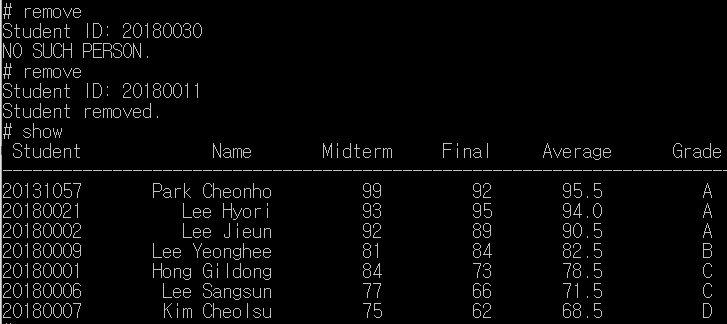 # remove
Student ID: 20180030
NO SUCH PERSON.
# remove
Student ID: 20180011
Student removed.
# show
Student Name Midterm Final Average Grade
--------------------------------------------------------------------------
20131057 Park Cheonho 99 92 95.5 A
20180021 Lee Hyori 93 95 94.0 A
20180002 Lee Jieun 92 89 90.5 A
20180009 Lee Yeonghee 81 84 82.5 B
20180001 Hong Gildong 84 73 78.5 C
20180006 Lee Sangsun 77 66 71.5 C
20180007 Kim Cheolsu 75 62 68.5 D